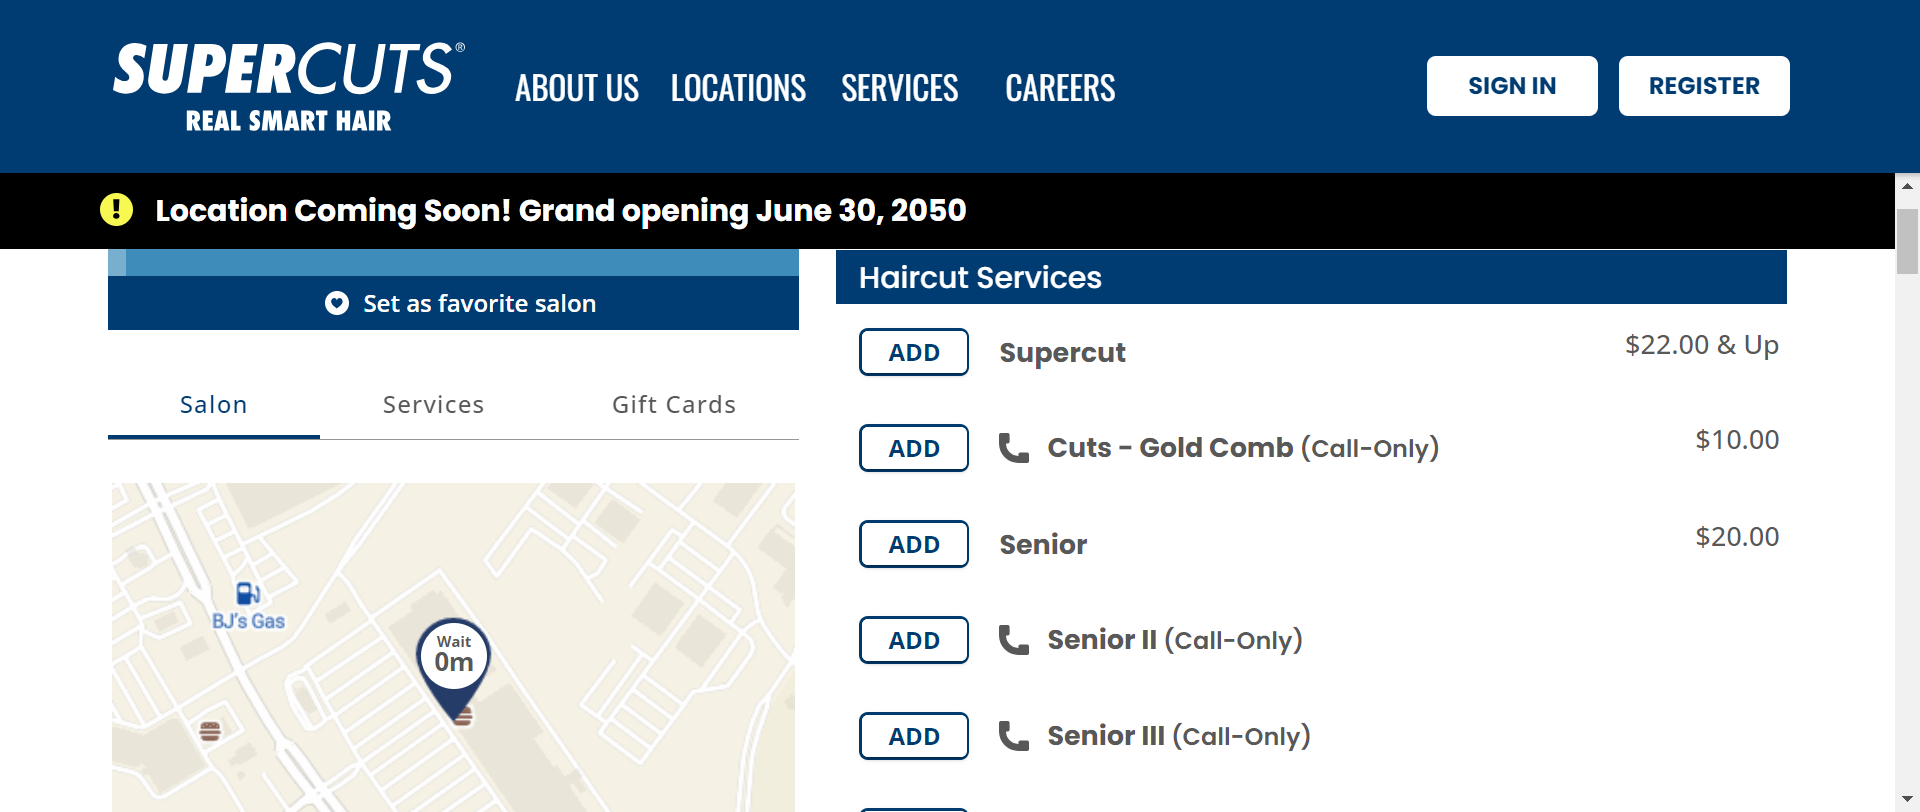 SUPERCUTS®
REAL SMART HAIR
ABOUT US
LOCATIONS
SERVICES
CAREERS
SIGN IN
REGISTER
Location Coming Soon! Grand opening June 30, 2050
Set as favorite salon
Salon
Services
Gift Cards
BJ's Gas
Wait
0m
Haircut Services
ADD Supercut $22.00 & Up
ADD Cuts - Gold Comb (Call-Only) $10.00
ADD Senior $20.00
ADD Senior II (Call-Only)
ADD Senior III (Call-Only)